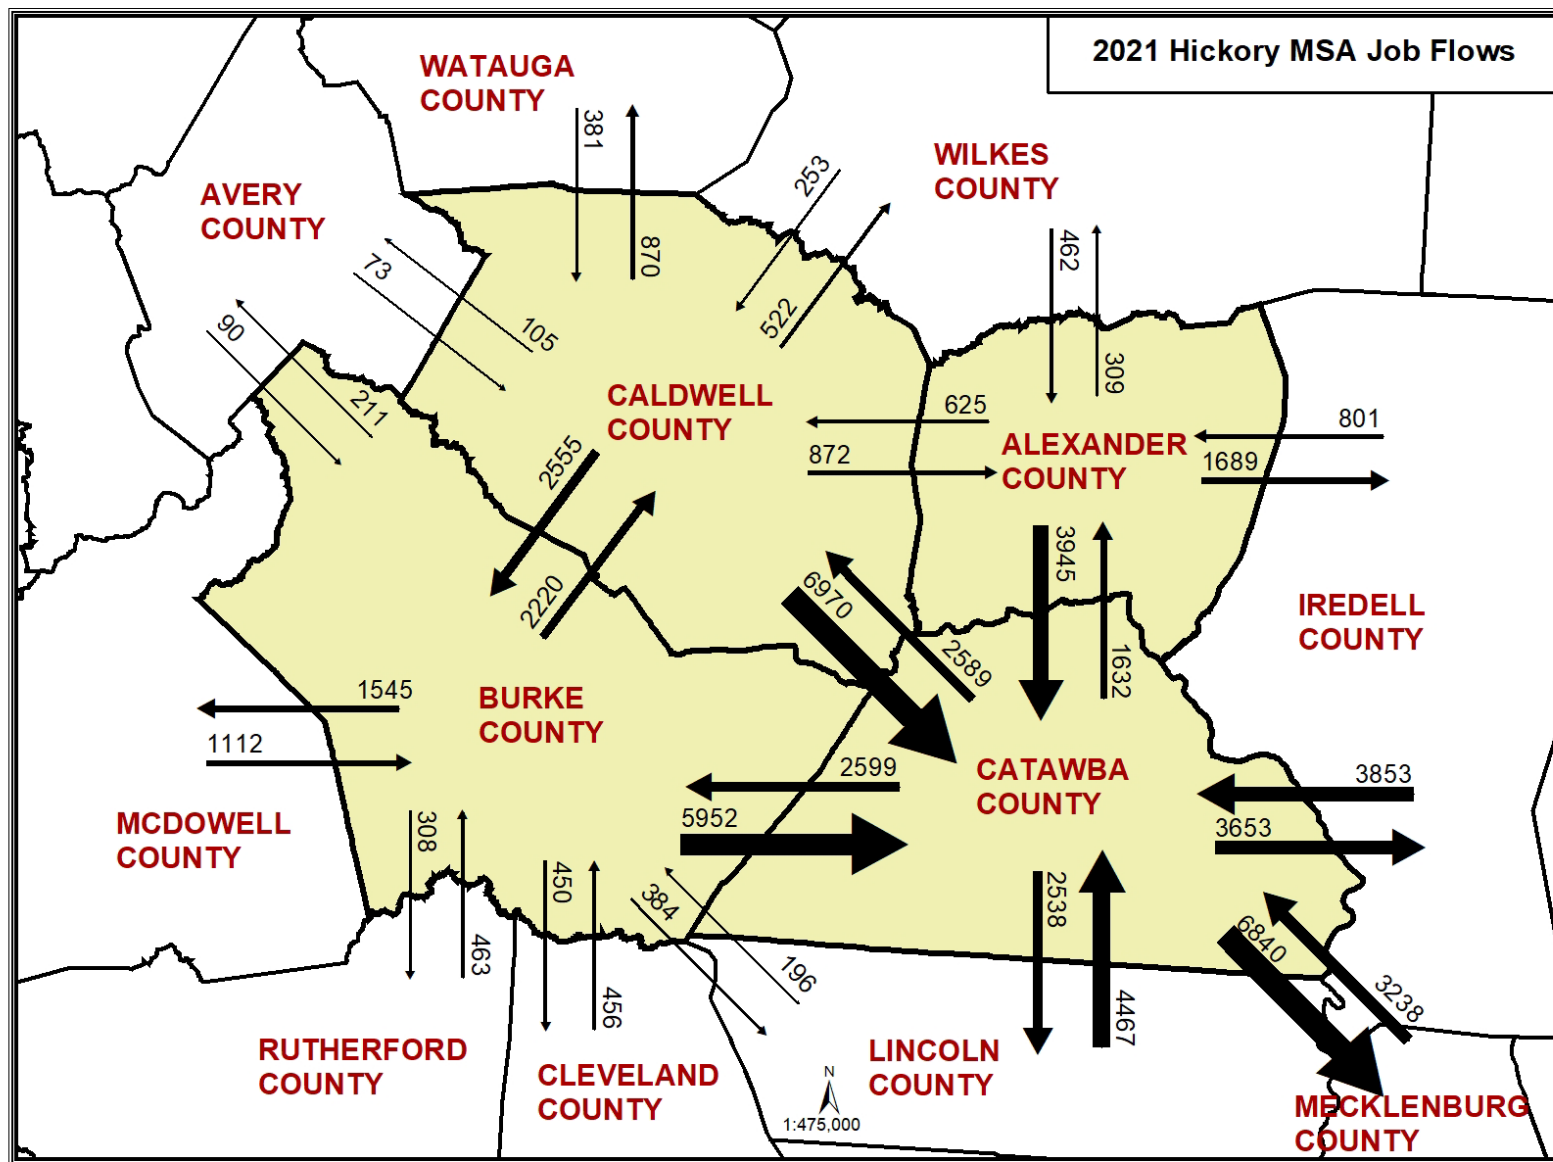 2021 Hickory MSA Job Flows
WATAUGA
COUNTY
WILKES
COUNTY
AVERY
COUNTY
381
870
253
522
462
309
73
105
90
211
CALDWELL
COUNTY
625
872
ALEXANDER
COUNTY
801
1689
2555
2220
6970
2589
3945
1632
IREDELL
COUNTY
1545
1112
BURKE
COUNTY
2599
5952
CATAWBA
COUNTY
3853
3653
MCDOWELL
COUNTY
308
463
450
456
384
196
2538
4467
6840
3238
RUTHERFORD
COUNTY
CLEVELAND
COUNTY
LINCOLN
COUNTY
N
1:475,000
MECKLENBURG
COUNTY